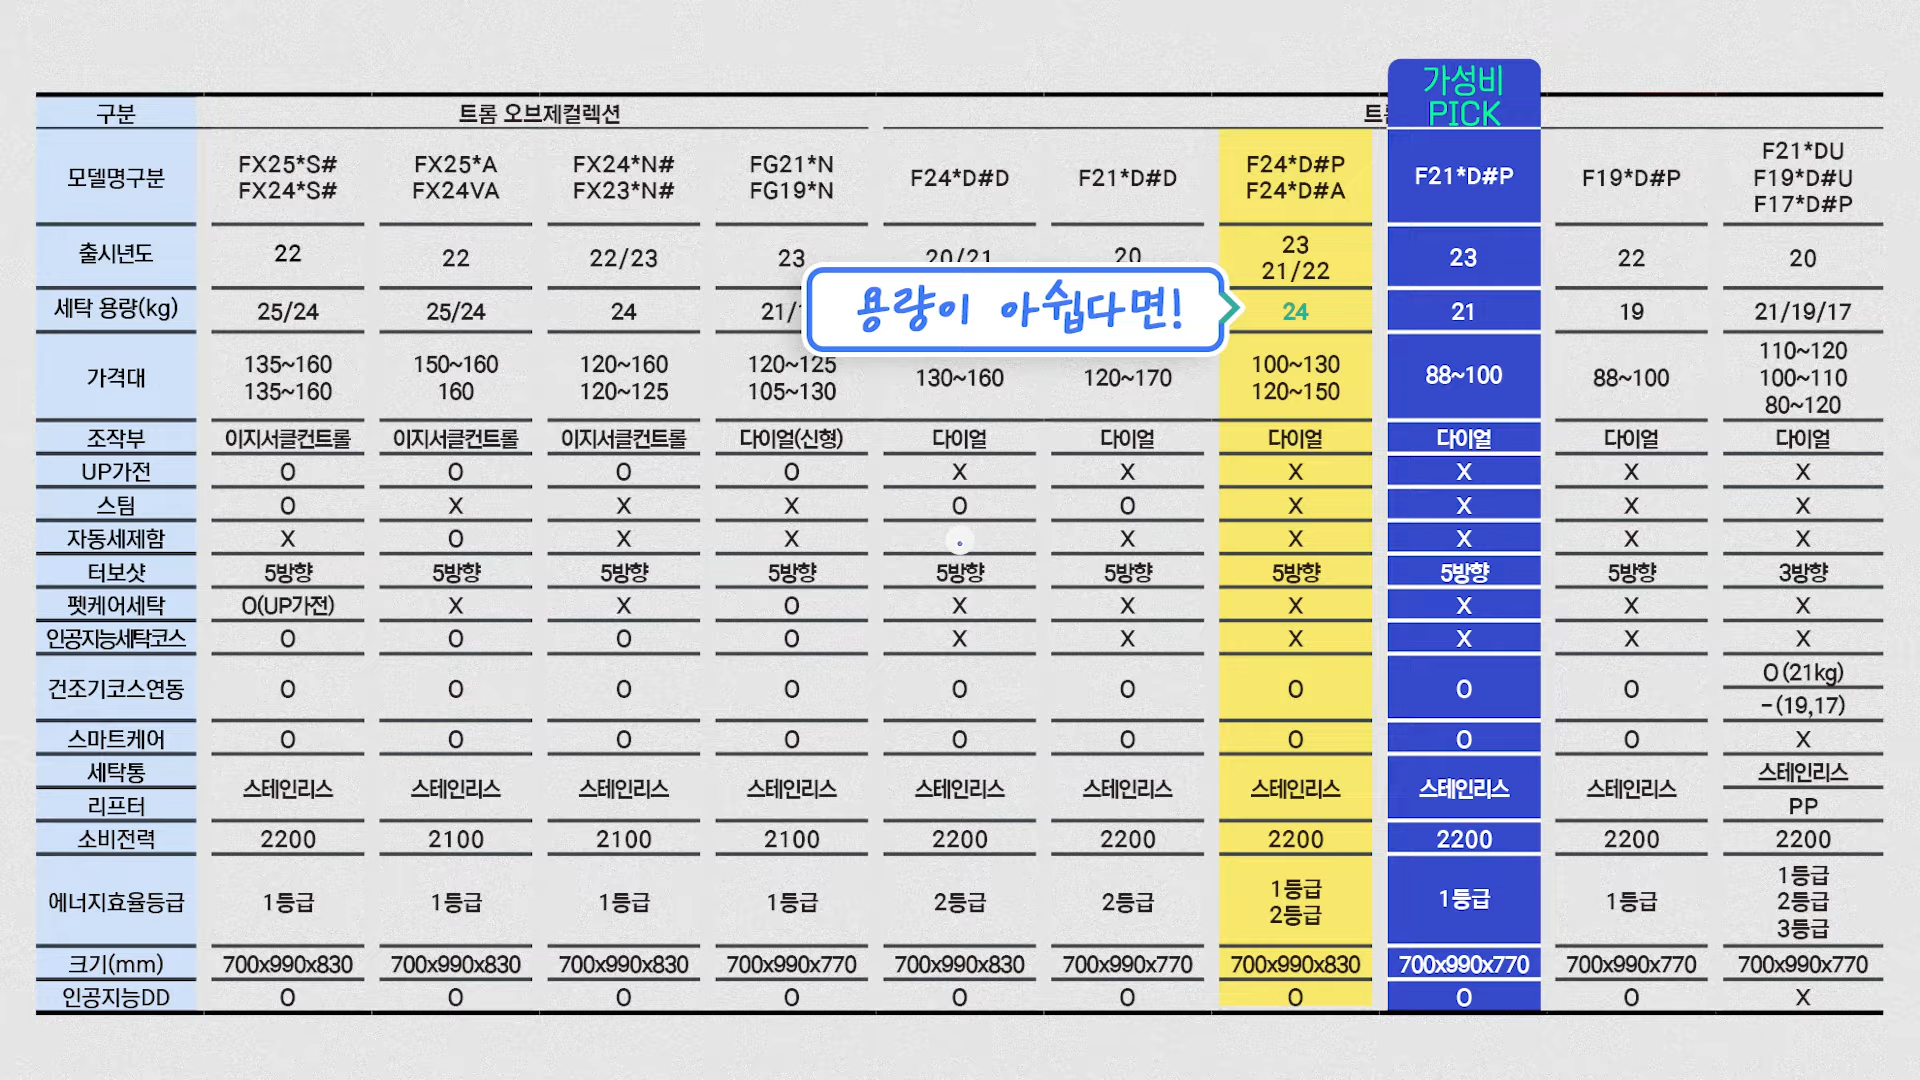 가성비
PICK
구분 트롬 오브제컬렉션
모델명구분 FX25*S# FX24*S# FX25*A FX24VA FX24*N# FX23*N# FG21*N FG19*N F24*D#D F21*D#D F24*D#P F24*D#A F21*D#P F19*D#P F21*DU F19*D#U F17*D#P
출시년도 22 22 22/23 23 20/21 20 23 21/22 23 22 20
용량이 아쉽다면!
세탁 용량(kg) 25/24 25/24 24 21/ 24 21 19 21/19/17
가격대 135~160 135~160 150~160 160 120~160 120~125 120~125 105~130 130~160 120~170 100~130 120~150 88~100 88~100 110~120 100~110 80~120
조작부 이지서클컨트롤 이지서클컨트롤 이지서클컨트롤 다이얼(신형) 다이얼 다이얼 다이얼 다이얼 다이얼 다이얼
UP가전 O O O O X X X X X X
스팀 O X X X O O X X X X
자동세제함 X O X X X X X X X
터보샷 5방향 5방향 5방향 5방향 5방향 5방향 5방향 5방향 5방향 3방향
펫케어세탁 O(UP가전) X X O X X X X X X
인공지능세탁코스 O O O O X X X X X X
건조기코스연동 O O O O O O O O O O(21kg) -(19,17)
스마트케어 O O O O O O O O O X
세탁통 리프터 스테인리스 스테인리스 스테인리스 스테인리스 스테인리스 스테인리스 스테인리스 스테인리스 스테인리스 스테인리스 PP
소비전력 2200 2100 2100 2100 2200 2200 2200 2200 2200 2200
에너지효율등급 1등급 1등급 1등급 1등급 2등급 2등급 1등급 2등급 1등급 1등급 1등급 2등급 3등급
크기(mm) 700x990x830 700x990x830 700x990x830 700x990x770 700x990x830 700x990x770 700x990x830 700x990x770 700x990x770 700x990x770
인공지능DD O O O O O O O O O X